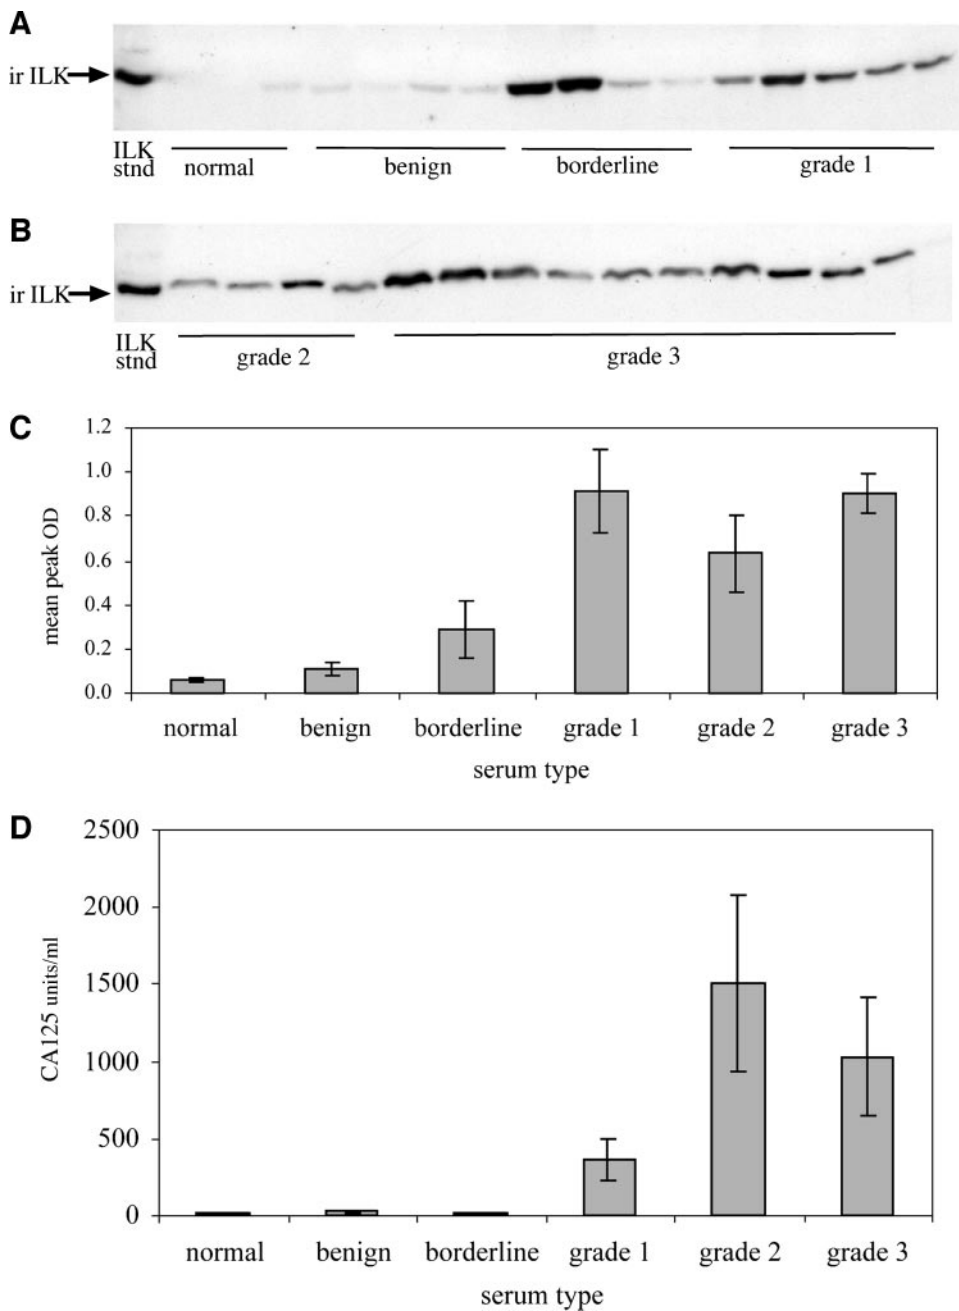 A
ir ILK
ILK
stnd
normal
benign
borderline
grade 1
B
ir ILK
ILK
stnd
grade 2
grade 3
C
1.2
1.0
0.8
0.6
0.4
0.2
0.0
mean peak OD
normal
benign
borderline
grade 1
grade 2
grade 3
serum type
D
2500
2000
1500
1000
500
0
CA125 units/ml
normal
benign
borderline
grade 1
grade 2
grade 3
serum type